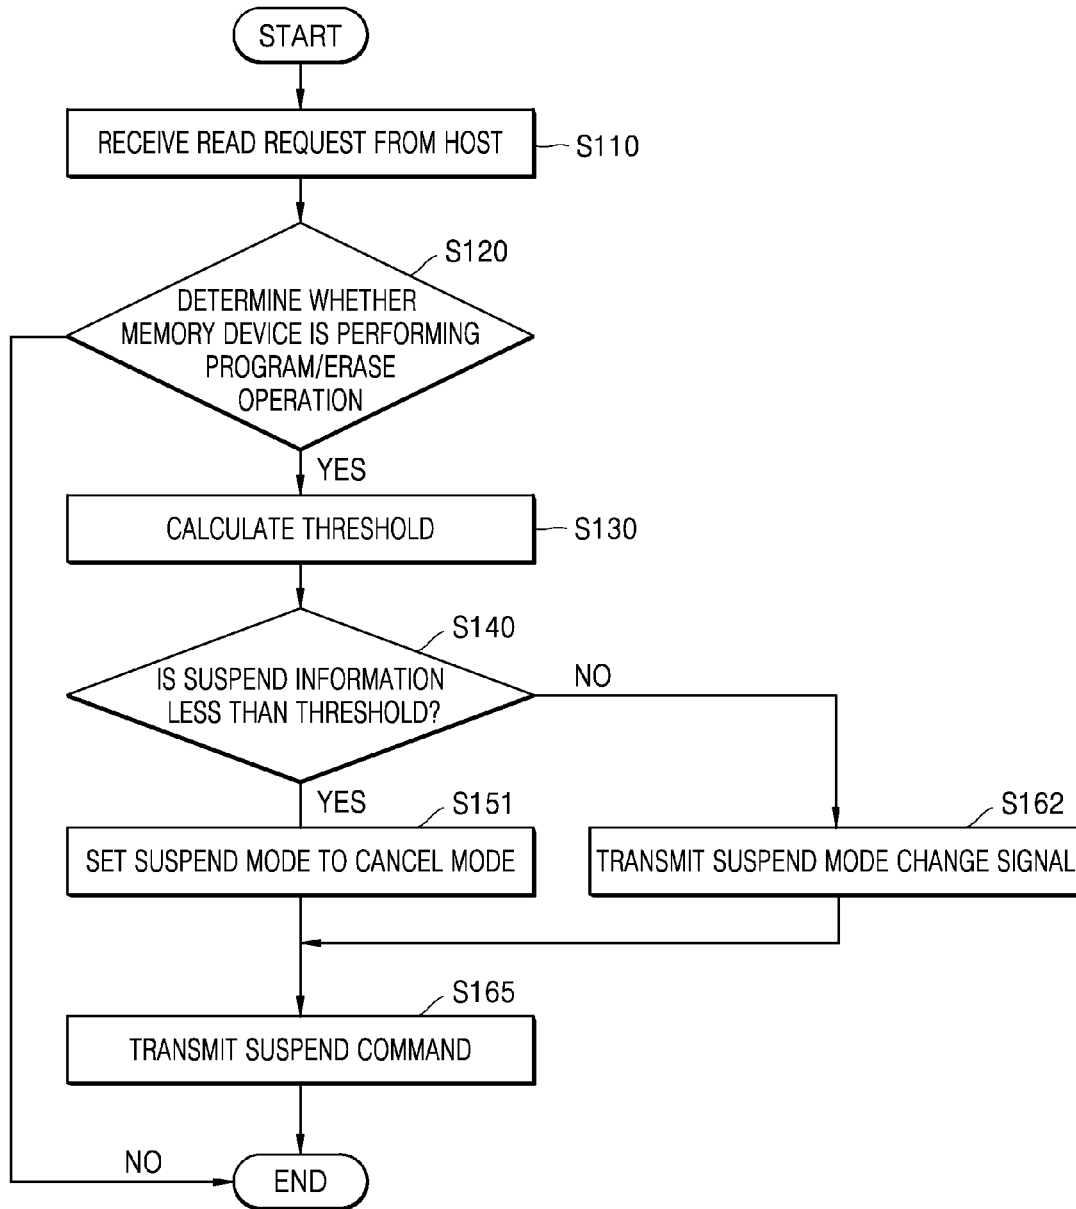 START
RECEIVE READ REQUEST FROM HOST
S110
S120
DETERMINE WHETHER
MEMORY DEVICE IS PERFORMING
PROGRAM/ERASE
OPERATION
YES
CALCULATE THRESHOLD
S130
S140
IS SUSPEND INFORMATION
LESS THAN THRESHOLD?
NO
YES
S151
S162
SET SUSPEND MODE TO CANCEL MODE
TRANSMIT SUSPEND MODE CHANGE SIGNAL
S165
TRANSMIT SUSPEND COMMAND
NO
END